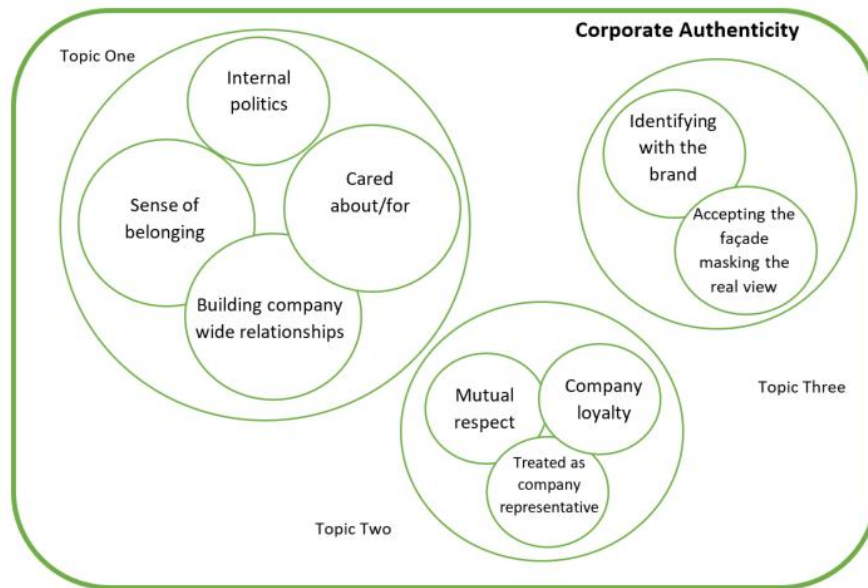 Corporate Authenticity
Topic One
Internal
politics
Sense of
belonging
Cared
about/for
Building company
wide relationships
Identifying
with the
brand
Accepting the
façade
masking the
real view
Topic Three
Mutual
respect
Company
loyalty
Treated as
company
representative
Topic Two